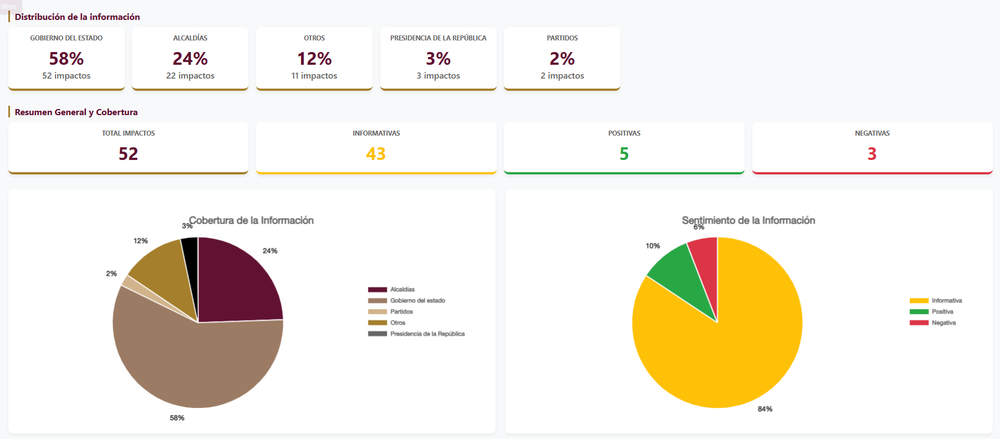 Filtros
Distribución de la información
GOBIERNO DEL ESTADO
58%
52 impactos
ALCALDÍAS
24%
22 impactos
OTROS
12%
11 impactos
PRESIDENCIA DE LA REPÚBLICA
3%
3 impactos
PARTIDOS
2%
2 impactos
Resumen General y Cobertura
TOTAL IMPACTOS
52
INFORMATIVAS
43
POSITIVAS
5
NEGATIVAS
3
Cobertura de la Información
3%
12%
24%
2%
58%
Alcaldías
Gobierno del estado
Partidos
Otros
Presidencia de la República
Sentimiento de la Información
6%
10%
84%
Informativa
Positiva
Negativa